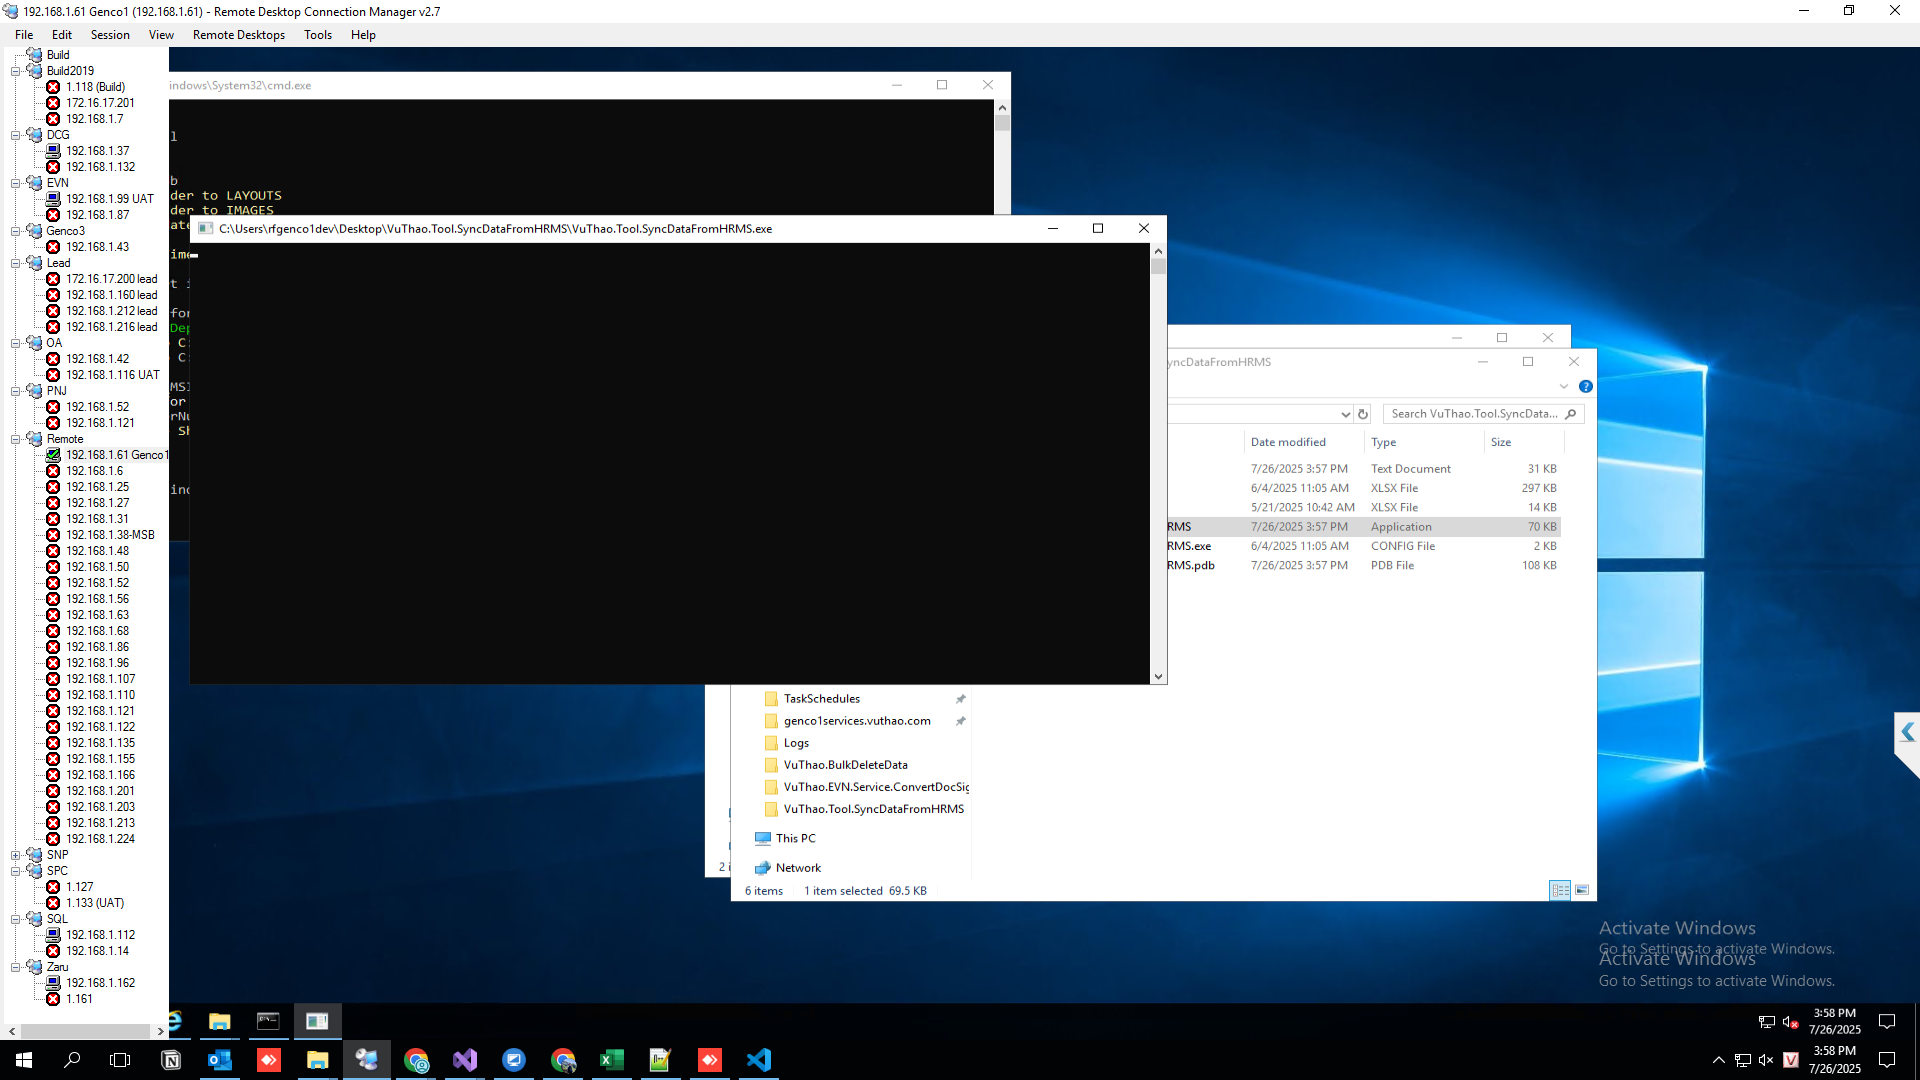 192.168.1.61 Genco1 (192.168.1.61) - Remote Desktop Connection Manager v2.7
File Edit Session View Remote Desktops Tools Help
Build
Build2019
1.118 (Build)
172.16.17.201
192.168.1.7
DCG
192.168.1.37
192.168.1.132
EVN
192.168.1.99 UAT
192.168.1.87
Genco3
192.168.1.43
Lead
172.16.17.200 lead
192.168.1.160 lead
192.168.1.212 lead
192.168.1.216 lead
OA
192.168.1.42
192.168.1.116 UAT
PNJ
192.168.1.52
192.168.1.121
Remote
192.168.1.61 Genco1
192.168.1.6
192.168.1.25
192.168.1.27
192.168.1.31
192.168.1.38-MSB
192.168.1.48
192.168.1.50
192.168.1.52
192.168.1.56
192.168.1.63
192.168.1.68
192.168.1.86
192.168.1.96
192.168.1.107
192.168.1.110
192.168.1.121
192.168.1.122
192.168.1.135
192.168.1.155
192.168.1.166
192.168.1.201
192.168.1.203
192.168.1.213
192.168.1.224
SNP
SPC
1.127
1.133 (UAT)
SQL
192.168.1.112
192.168.1.14
Zaru
192.168.1.162
1.161
indows\System32\cmd.exe
l
b
der to LAYOUTS
der to IMAGES
ate
ime
t i
for
Dep
C:
C:
MSI
or
rNu
Sh
ind
C:\Users\rfgenco1dev\Desktop\VuThao.Tool.SyncDataFromHRMS\VuThao.Tool.SyncDataFromHRMS.exe
yncDataFromHRMS
Search VuThao.Tool.SyncData...
Date modified Type Size
7/26/2025 3:57 PM Text Document 31 KB
6/4/2025 11:05 AM XLSX File 297 KB
5/21/2025 10:42 AM XLSX File 14 KB
RMS 7/26/2025 3:57 PM Application 70 KB
RMS.exe 6/4/2025 11:05 AM CONFIG File 2 KB
RMS.pdb 7/26/2025 3:57 PM PDB File 108 KB
TaskSchedules
genco1services.vuthao.com
Logs
VuThao.BulkDeleteData
VuThao.EVN.Service.ConvertDocSig
VuThao.Tool.SyncDataFromHRMS
This PC
Network
2 i
6 items 1 item selected 69.5 KB
Activate Windows
Go to Settings to activate Windows.
Activate Windows
Go to Settings to activate Windows.
3:58 PM
7/26/2025
3:58 PM
7/26/2025